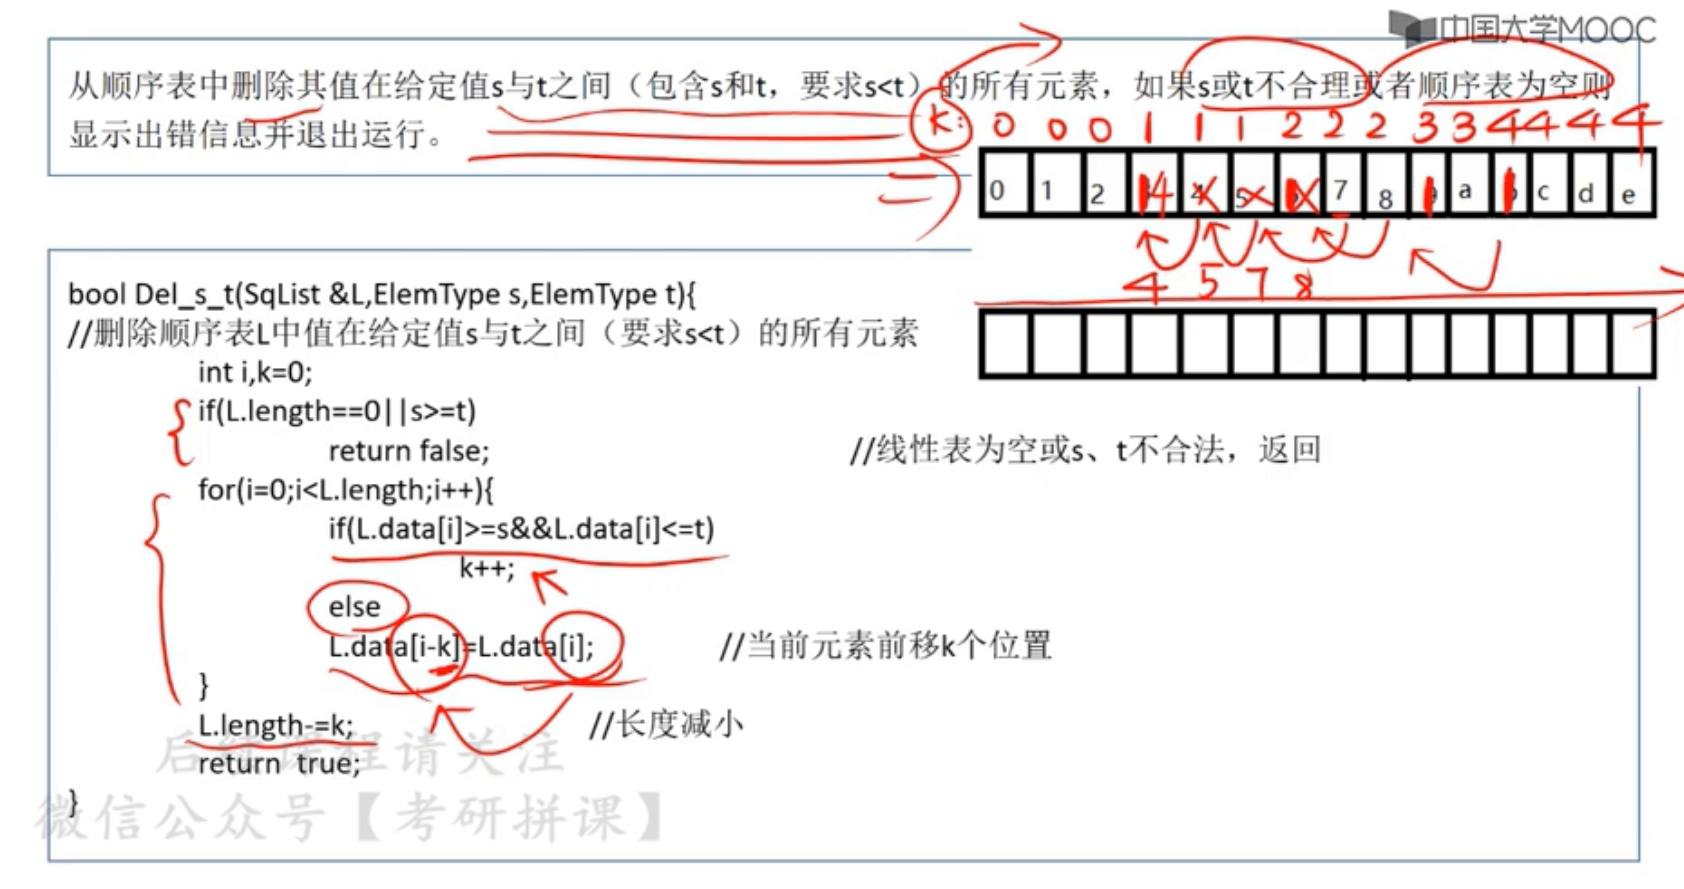 中国大学MOOC
从顺序表中删除其值在给定值s与t之间（包含s和t，要求s<t）的所有元素，如果s或t不合理或者顺序表为空则
显示出错信息并退出运行。
k: 0 0 0 1 1 1 2 2 2 3 3 4 4 4 4
0 1 2 4 5 7 8 a c d e
4 5 7 8
bool Del_s_t(SqList &L,ElemType s,ElemType t){
//删除顺序表L中值在给定值s与t之间（要求s<t）的所有元素
int i,k=0;
if(L.length==0||s>=t)
return false; //线性表为空或s、t不合法，返回
for(i=0;i<L.length;i++){
if(L.data[i]>=s&&L.data[i]<=t)
k++;
else
L.data[i-k]=L.data[i]; //当前元素前移k个位置
}
L.length-=k; //长度减小
后续课程请关注
return true;
}
微信公众号【考研拼课】